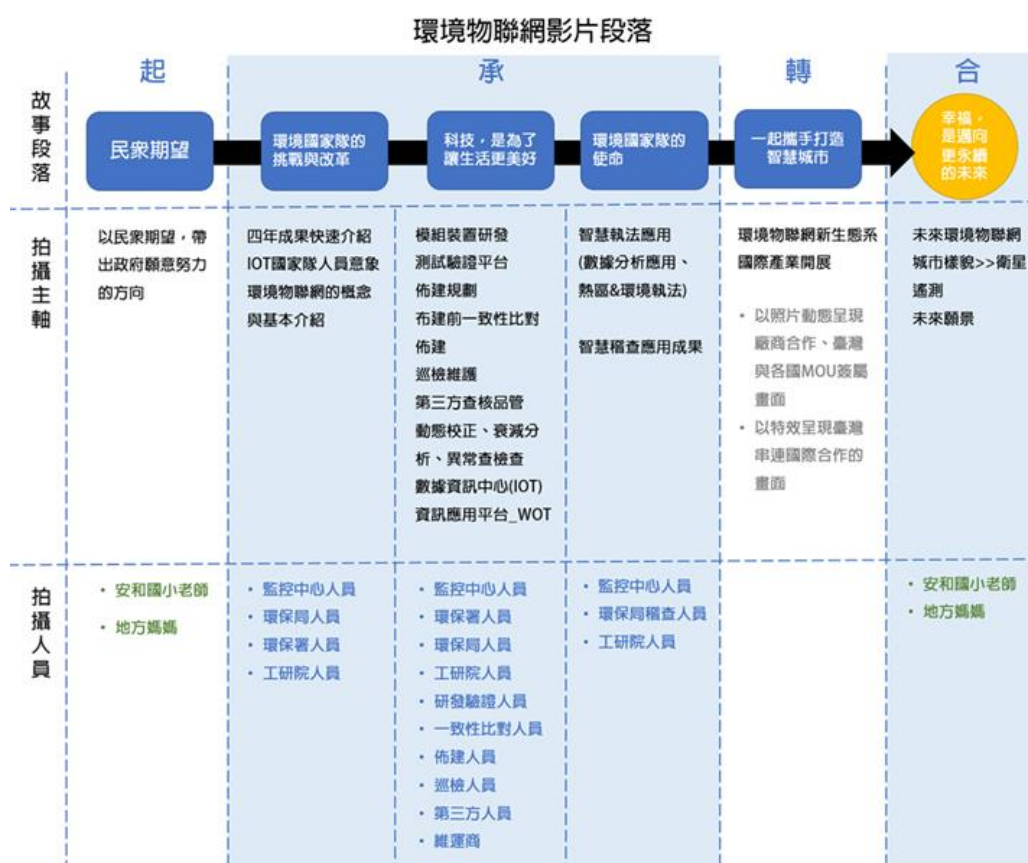 環境物聯網影片段落
起
承
轉
合
故事段落
民眾期望
環境國家隊的
挑戰與改革
科技，是為了
讓生活更美好
環境國家隊的
使命
一起攜手打造
智慧城市
幸福，
是邁向
更永續
的未來
拍攝主軸
以民眾期望，帶
出政府願意努力
的方向
四年成果快速介紹
IOT國家隊人員意象
環境物聯網的概念
與基本介紹
模組裝置研發
測試驗證平台
佈建規劃
布建前一致性比對
佈建
巡檢維護
第三方查核品管
動態校正、衰減分
析、異常查檢查
數據資訊中心(IOT)
資訊應用平台_WOT
智慧執法應用
(數據分析應用、
熱區&環境執法)
智慧稽查應用成果
環境物聯網新生態系
國際產業開展
• 以照片動態呈現
廠商合作、臺灣
與各國MOU簽屬
畫面
• 以特效呈現臺灣
串連國際合作的
畫面
未來環境物聯網
城市樣貌>>衛星
遙測
未來願景
拍攝人員
• 安和國小老師
• 地方媽媽
• 監控中心人員
• 環保局人員
• 環保署人員
• 工研院人員
• 監控中心人員
• 環保署人員
• 環保局人員
• 工研院人員
• 研發驗證人員
• 一致性比對人員
• 佈建人員
• 巡檢人員
• 第三方人員
• 維運商
• 監控中心人員
• 環保局稽查人員
• 工研院人員
• 安和國小老師
• 地方媽媽